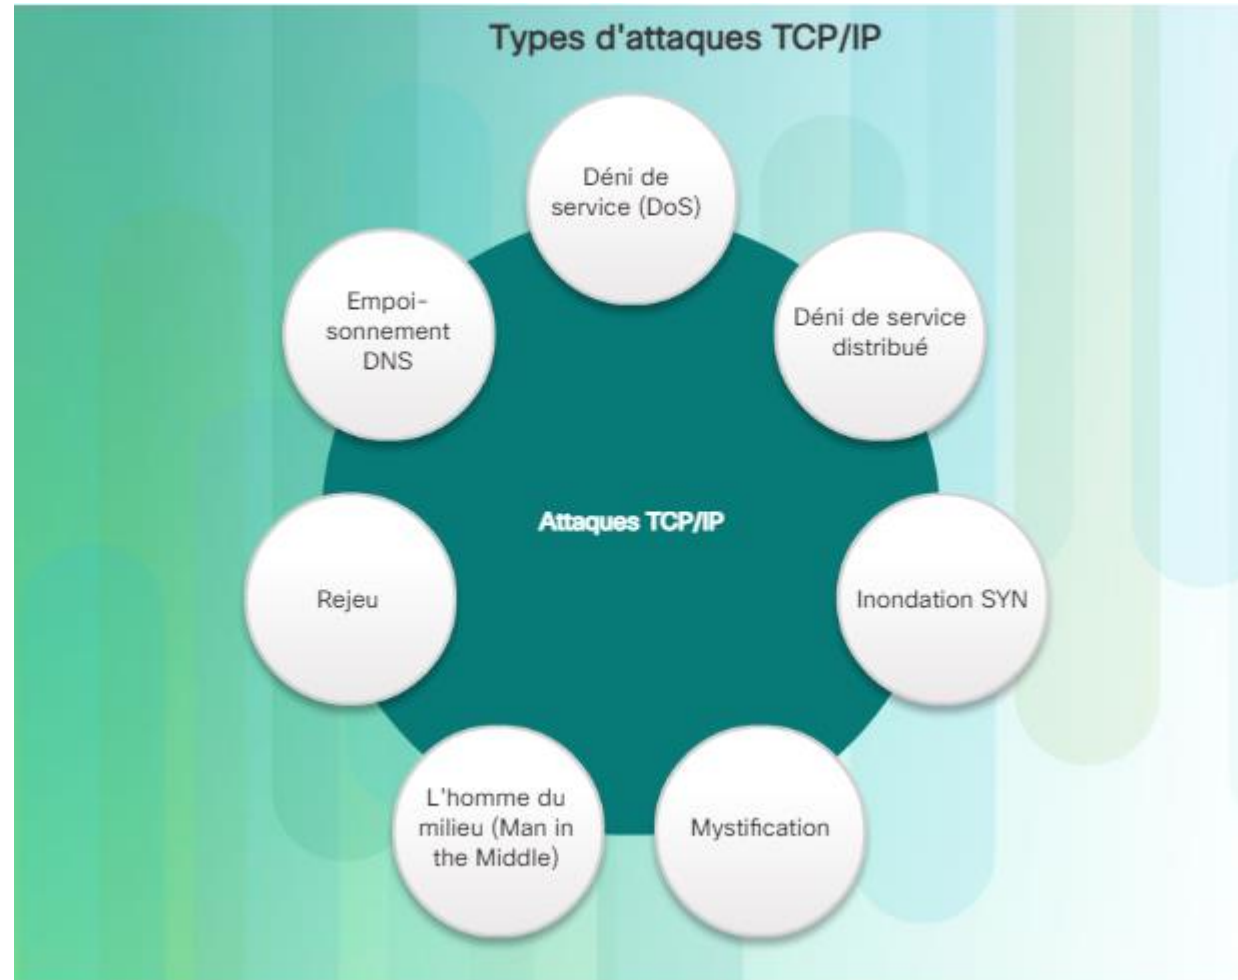 Types d'attaques TCP/IP
Déni de
service (DoS)
Déni de service
distribué
Inondation SYN
Mystification
L'homme du
milieu (Man in
the Middle)
Rejeu
Empoi-
sonnement
DNS
Attaques TCP/IP